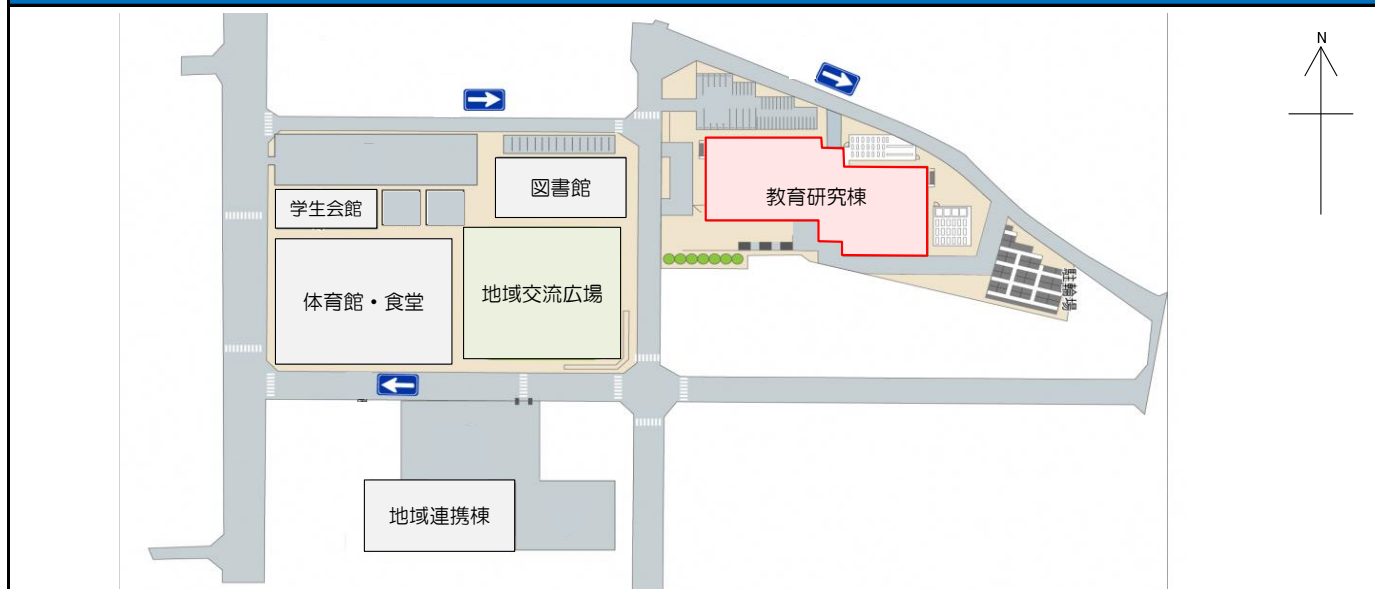 N
図書館
教育研究棟
学生会館
体育館・食堂
地域交流広場
駐輪場
地域連携棟